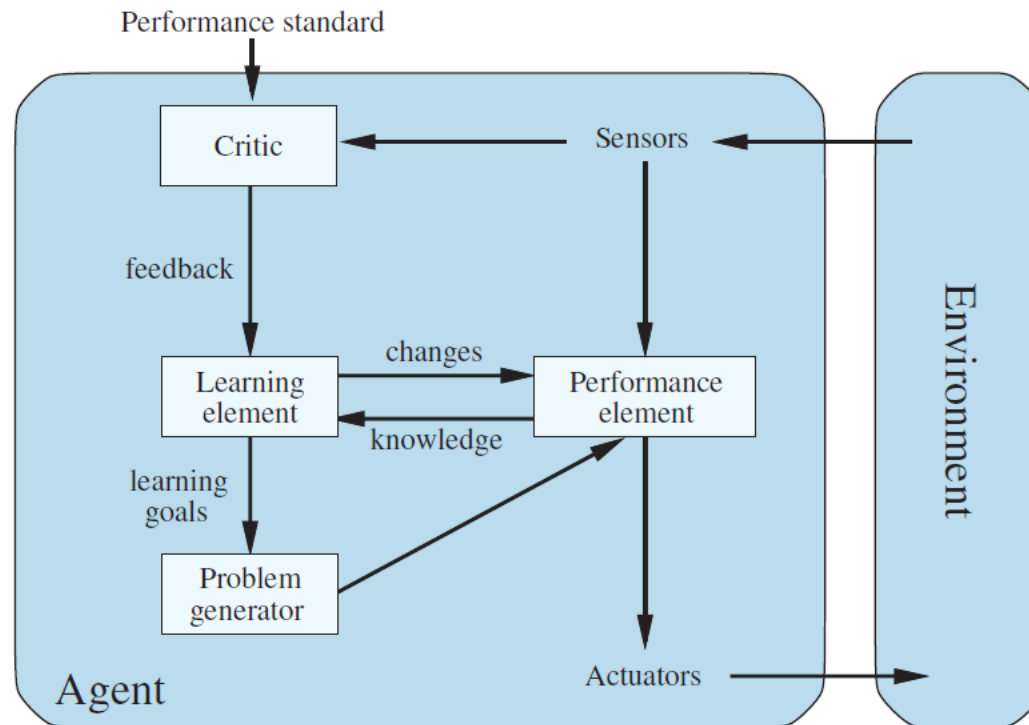 Performance standard
Critic
Sensors
feedback
Learning
element
changes
knowledge
Performance
element
learning
goals
Problem
generator
Actuators
Agent
Environment